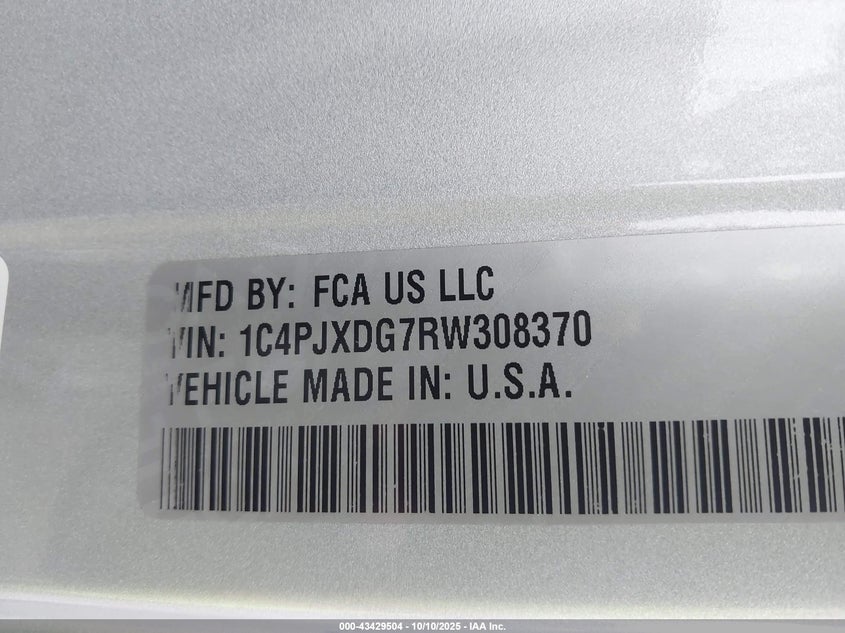 MFD BY: FCA US LLC
VIN: 1C4PJXDG7RW308370
VEHICLE MADE IN: U.S.A.
000-43429504 - 10/10/2025 - IAA Inc.